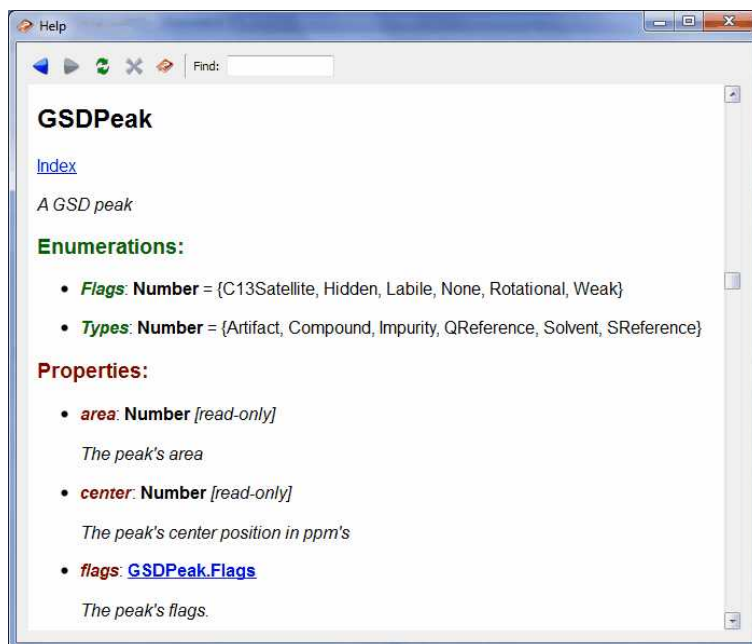 Help
Find:
GSDPeak
Index
A GSD peak
Enumerations:
• Flags: Number = {C13Satellite, Hidden, Labile, None, Rotational, Weak}
• Types: Number = {Artifact, Compound, Impurity, QReference, Solvent, SReference}
Properties:
• area: Number [read-only]
The peak's area
• center: Number [read-only]
The peak's center position in ppm's
• flags: GSDPeak.Flags
The peak's flags.